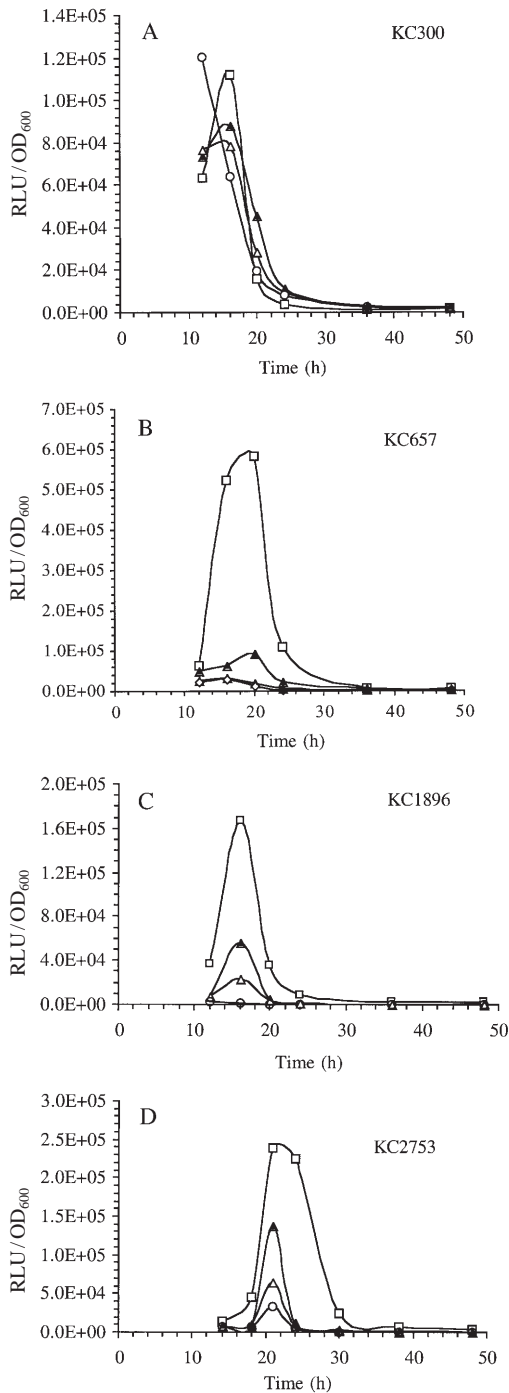 A
KC300
1.4E+05
1.2E+05
1.0E+05
8.0E+04
6.0E+04
4.0E+04
2.0E+04
0.0E+00
RLU/OD600
0 10 20 30 40 50
Time (h)
B
KC657
7.0E+05
6.0E+05
5.0E+05
4.0E+05
3.0E+05
2.0E+05
1.0E+05
0.0E+00
RLU/OD600
0 10 20 30 40 50
Time (h)
C
KC1896
2.0E+05
1.6E+05
1.2E+05
8.0E+04
4.0E+04
0.0E+00
RLU/OD600
0 10 20 30 40 50
Time (h)
D
KC2753
3.0E+05
2.5E+05
2.0E+05
1.5E+05
1.0E+05
5.0E+04
0.0E+00
RLU/OD600
0 10 20 30 40 50
Time (h)